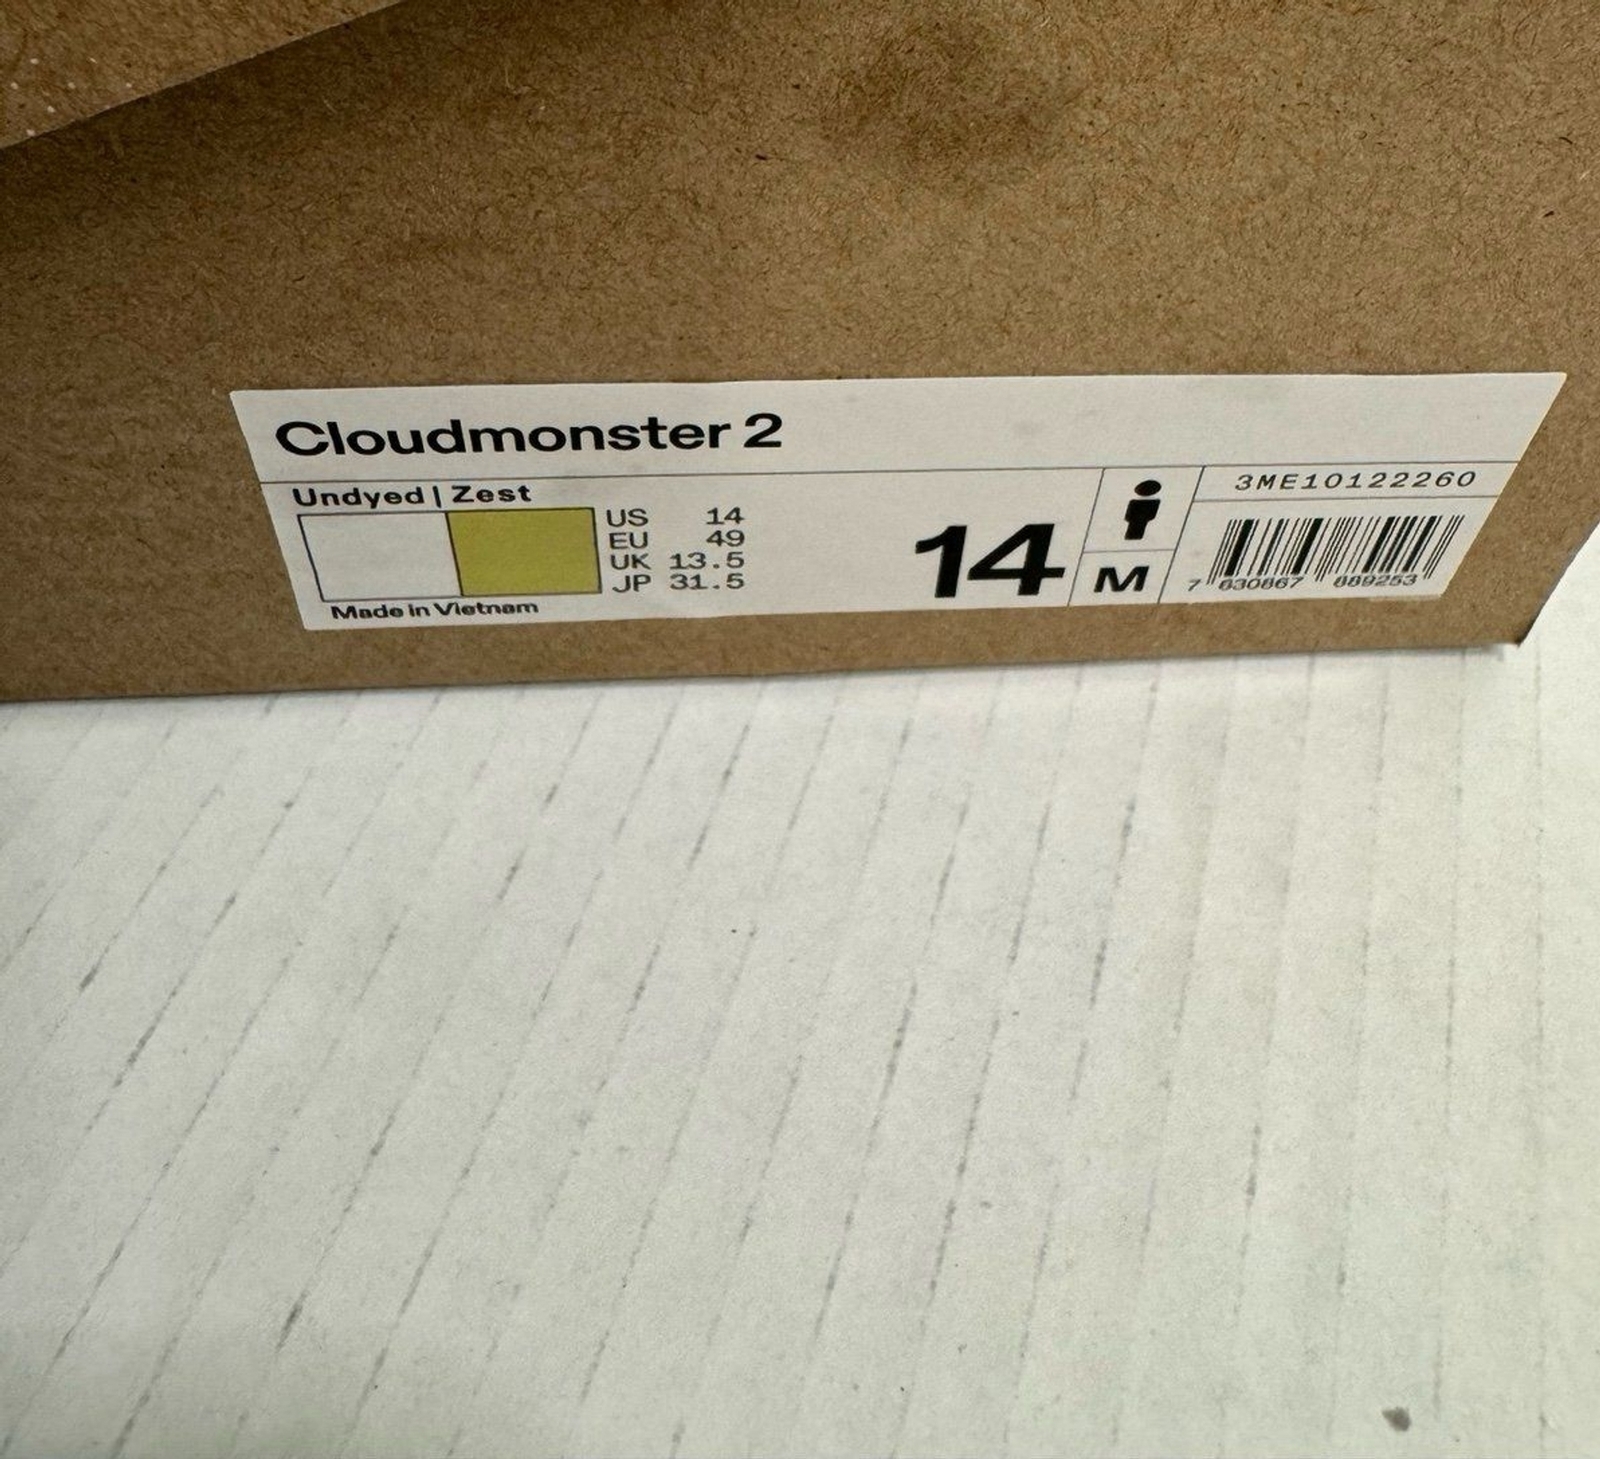 Cloudmonster 2
Undyed | Zest
US 14
EU 49
UK 13.5
JP 31.5
Made in Vietnam
14
M
3ME10122260
7 630867 889253